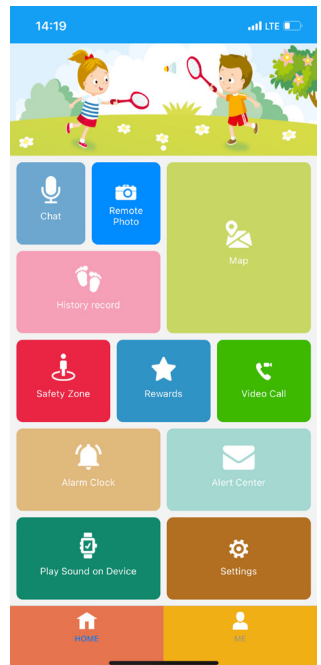 14:19
LTE
Chat
Remote
Photo
Map
History record
Safety Zone
Rewards
Video Call
Alarm Clock
Alert Center
Play Sound on Device
Settings
HOME
ME